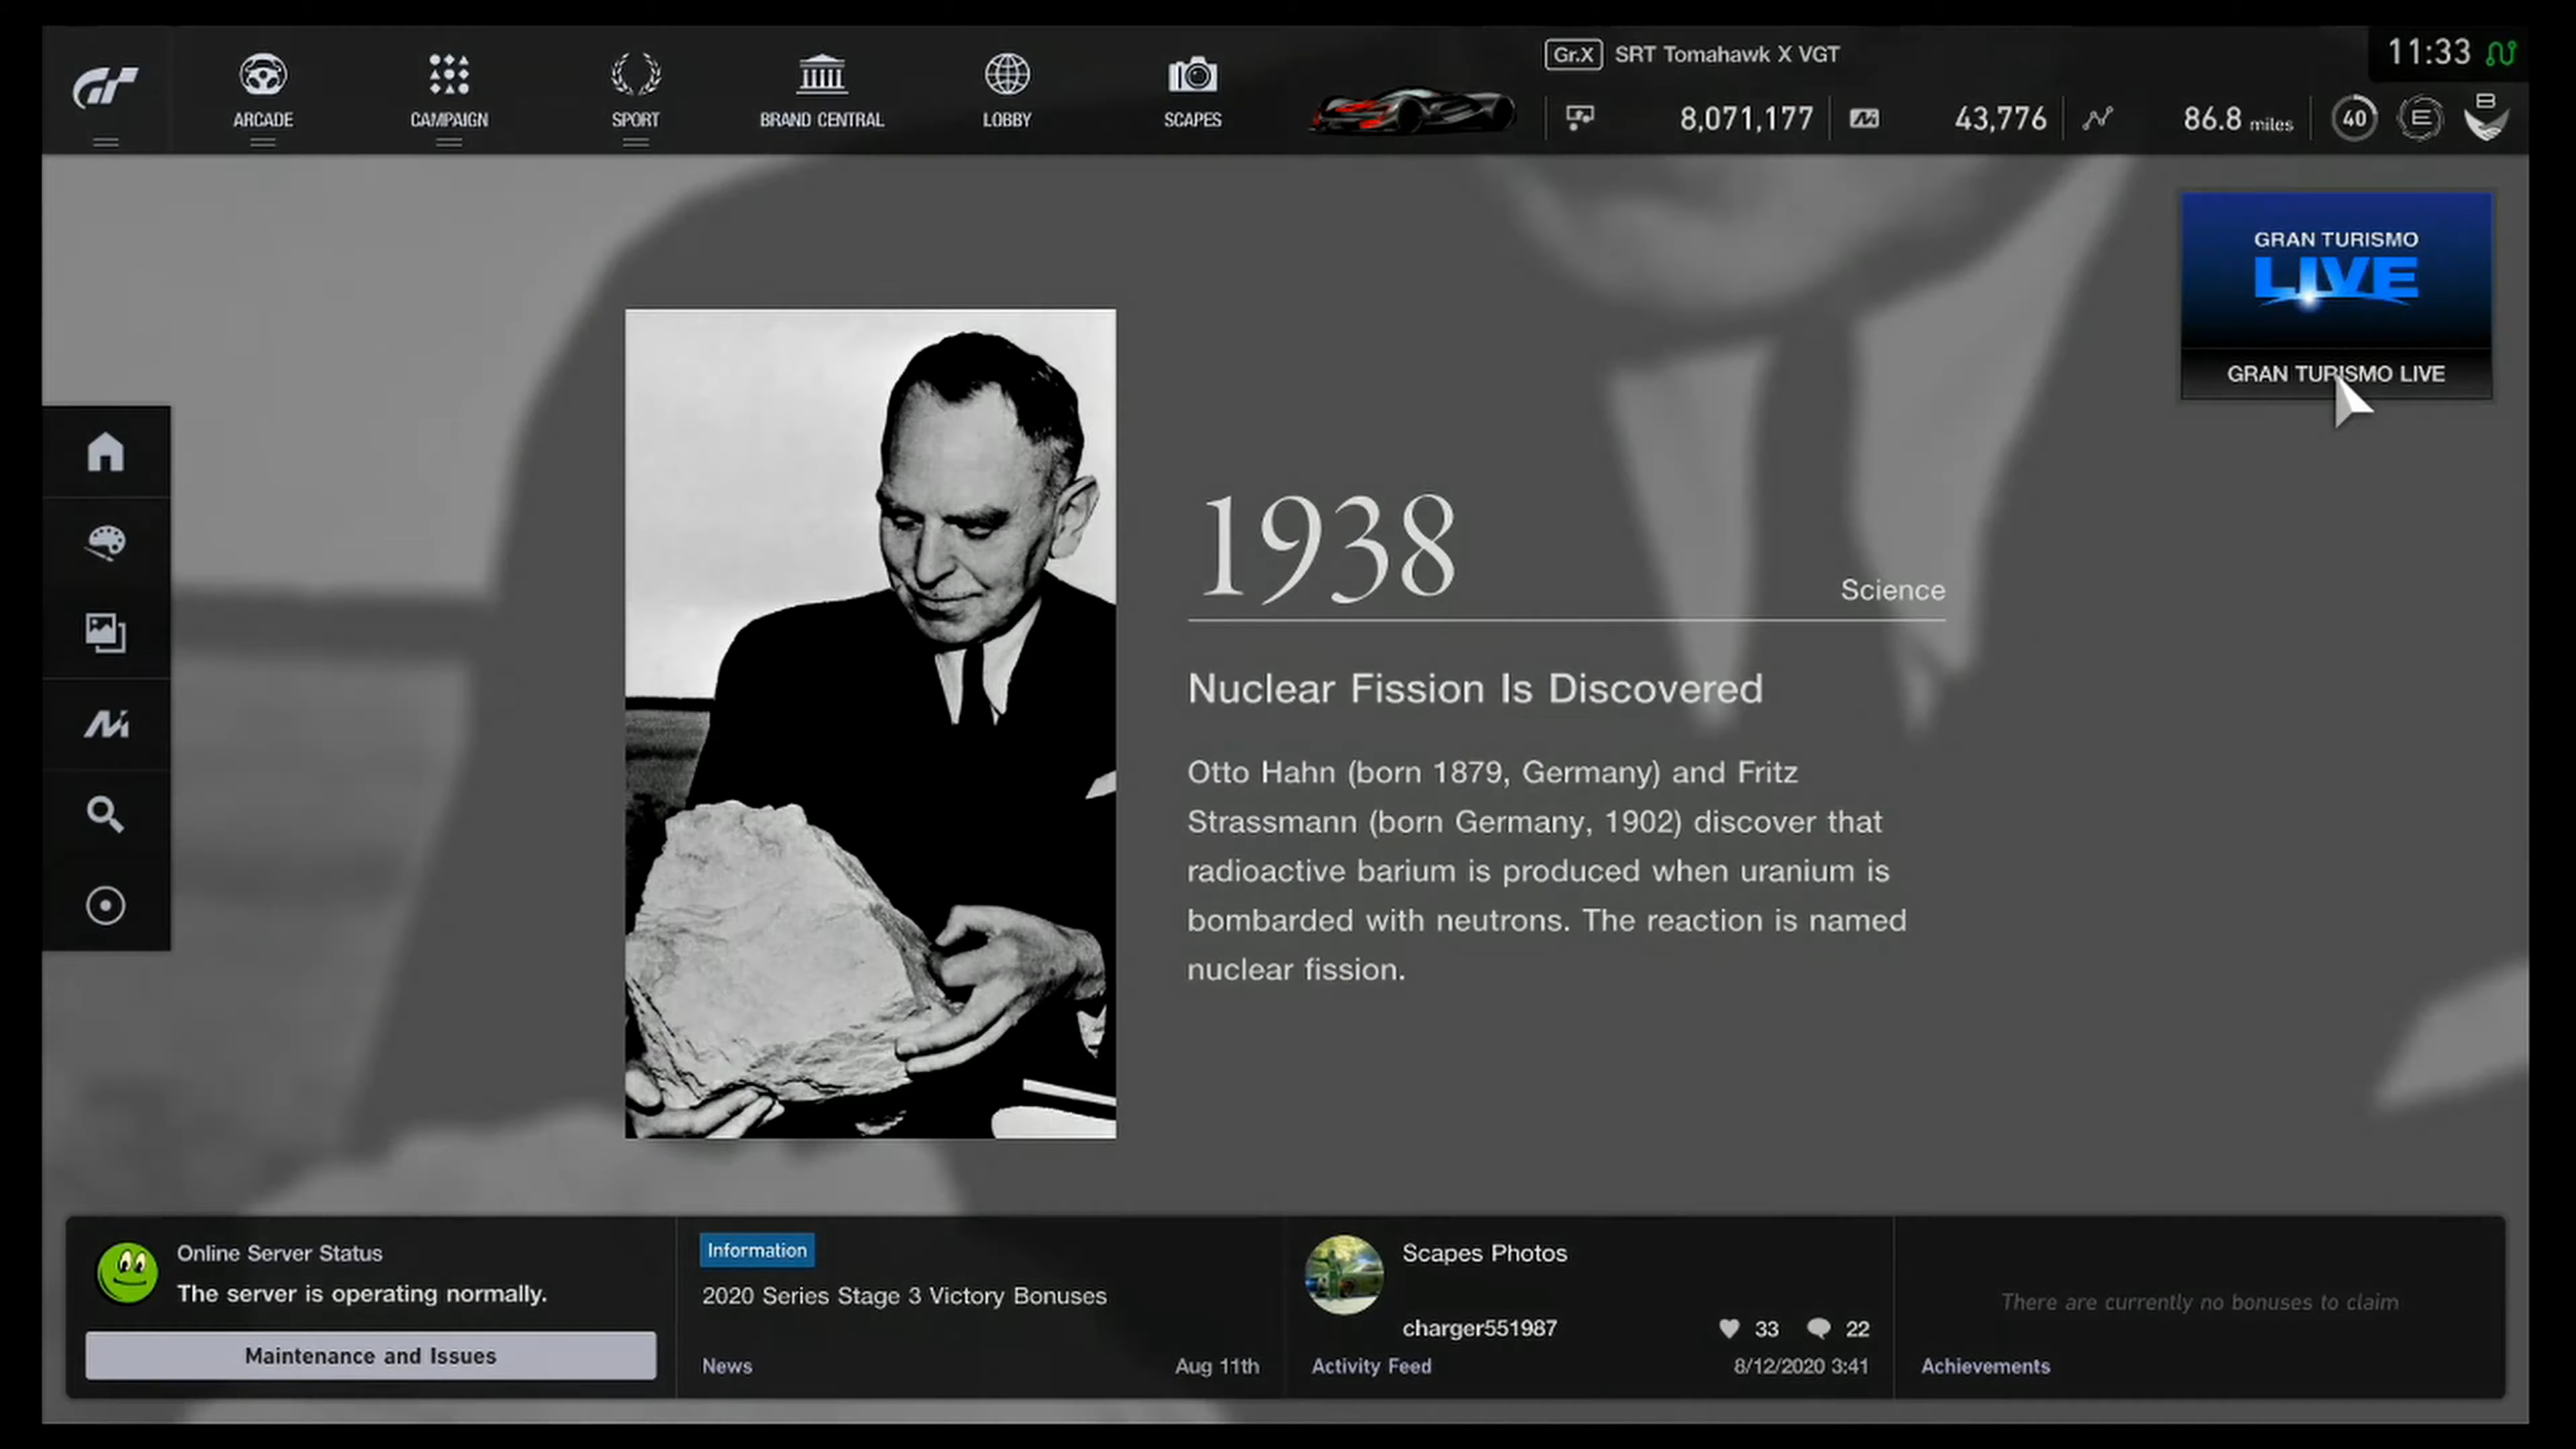 Gr.X SRT Tomahawk X VGT
11:33
ARCADE
CAMPAIGN
SPORT
BRAND CENTRAL
LOBBY
SCAPES
8,071,177
43,776
86.8 miles
40
E
B
GRAN TURISMO
LIVE
GRAN TURISMO LIVE
1938
Science
Nuclear Fission Is Discovered
Otto Hahn (born 1879, Germany) and Fritz
Strassmann (born Germany, 1902) discover that
radioactive barium is produced when uranium is
bombarded with neutrons. The reaction is named
nuclear fission.
Online Server Status
The server is operating normally.
Maintenance and Issues
Information
2020 Series Stage 3 Victory Bonuses
News
Aug 11th
Scapes Photos
charger551987
33
22
Activity Feed
8/12/2020 3:41
There are currently no bonuses to claim
Achievements